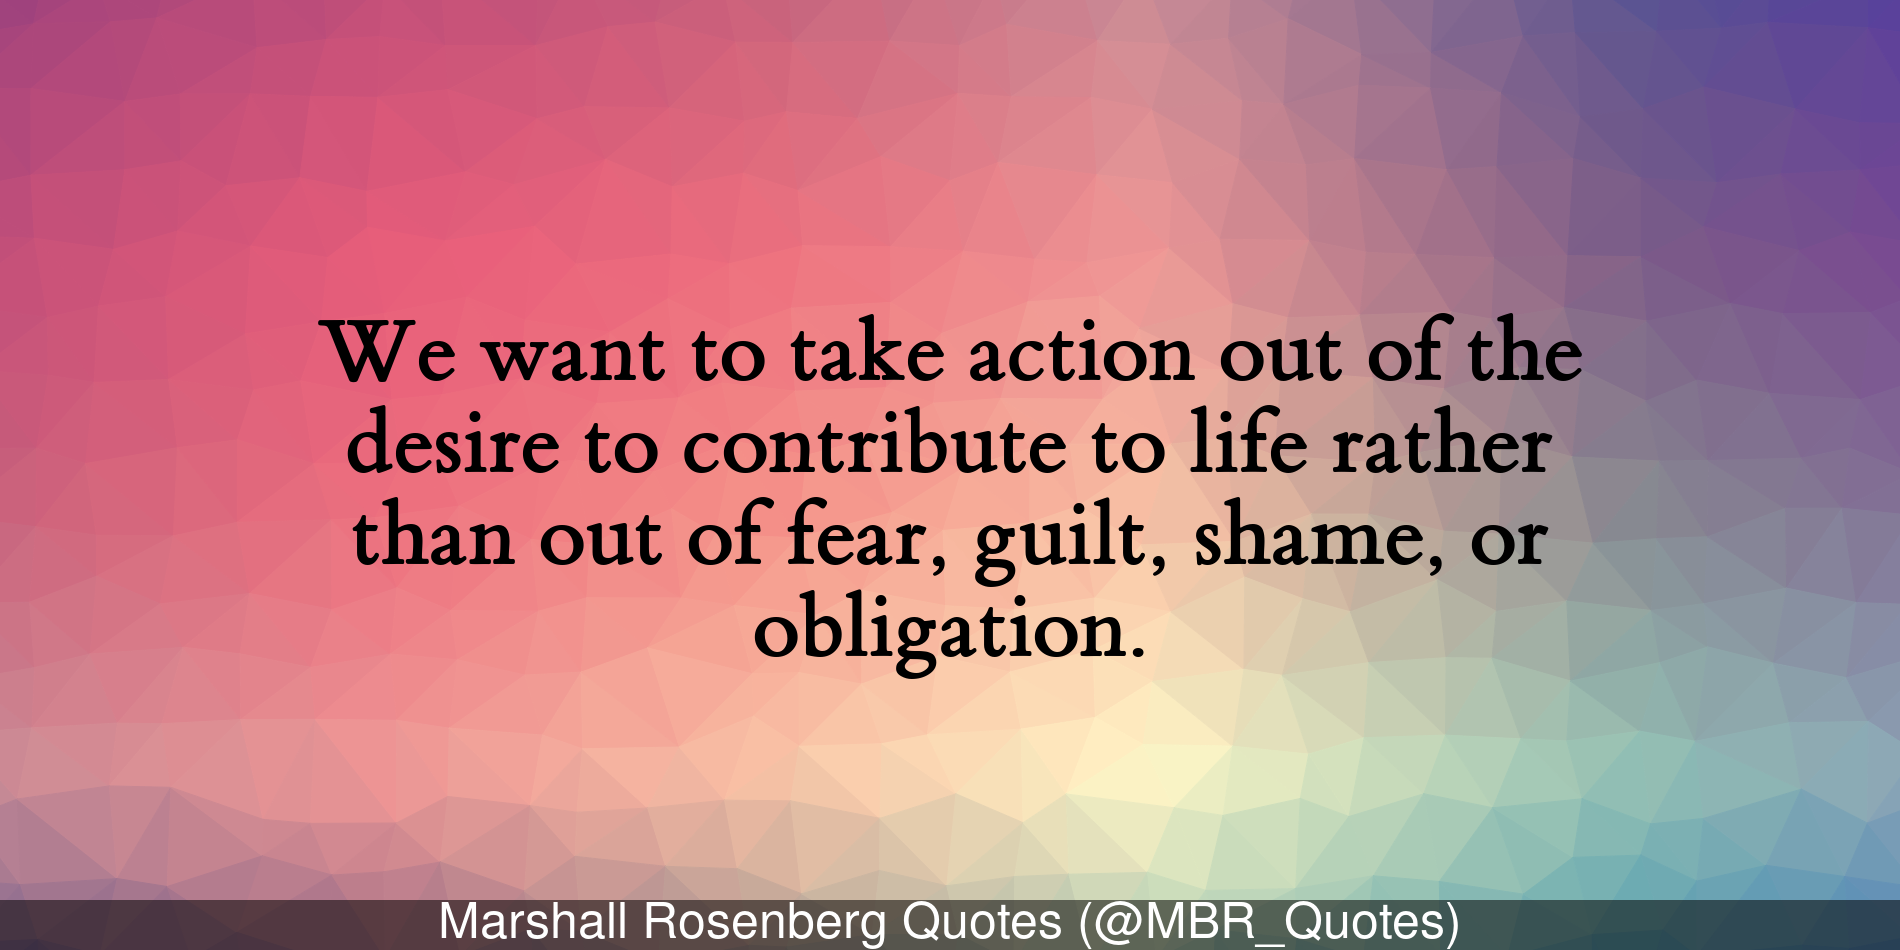 We want to take action out of the
desire to contribute to life rather
than out of fear, guilt, shame, or
obligation.
Marshall Rosenberg Quotes (@MBR_Quotes)